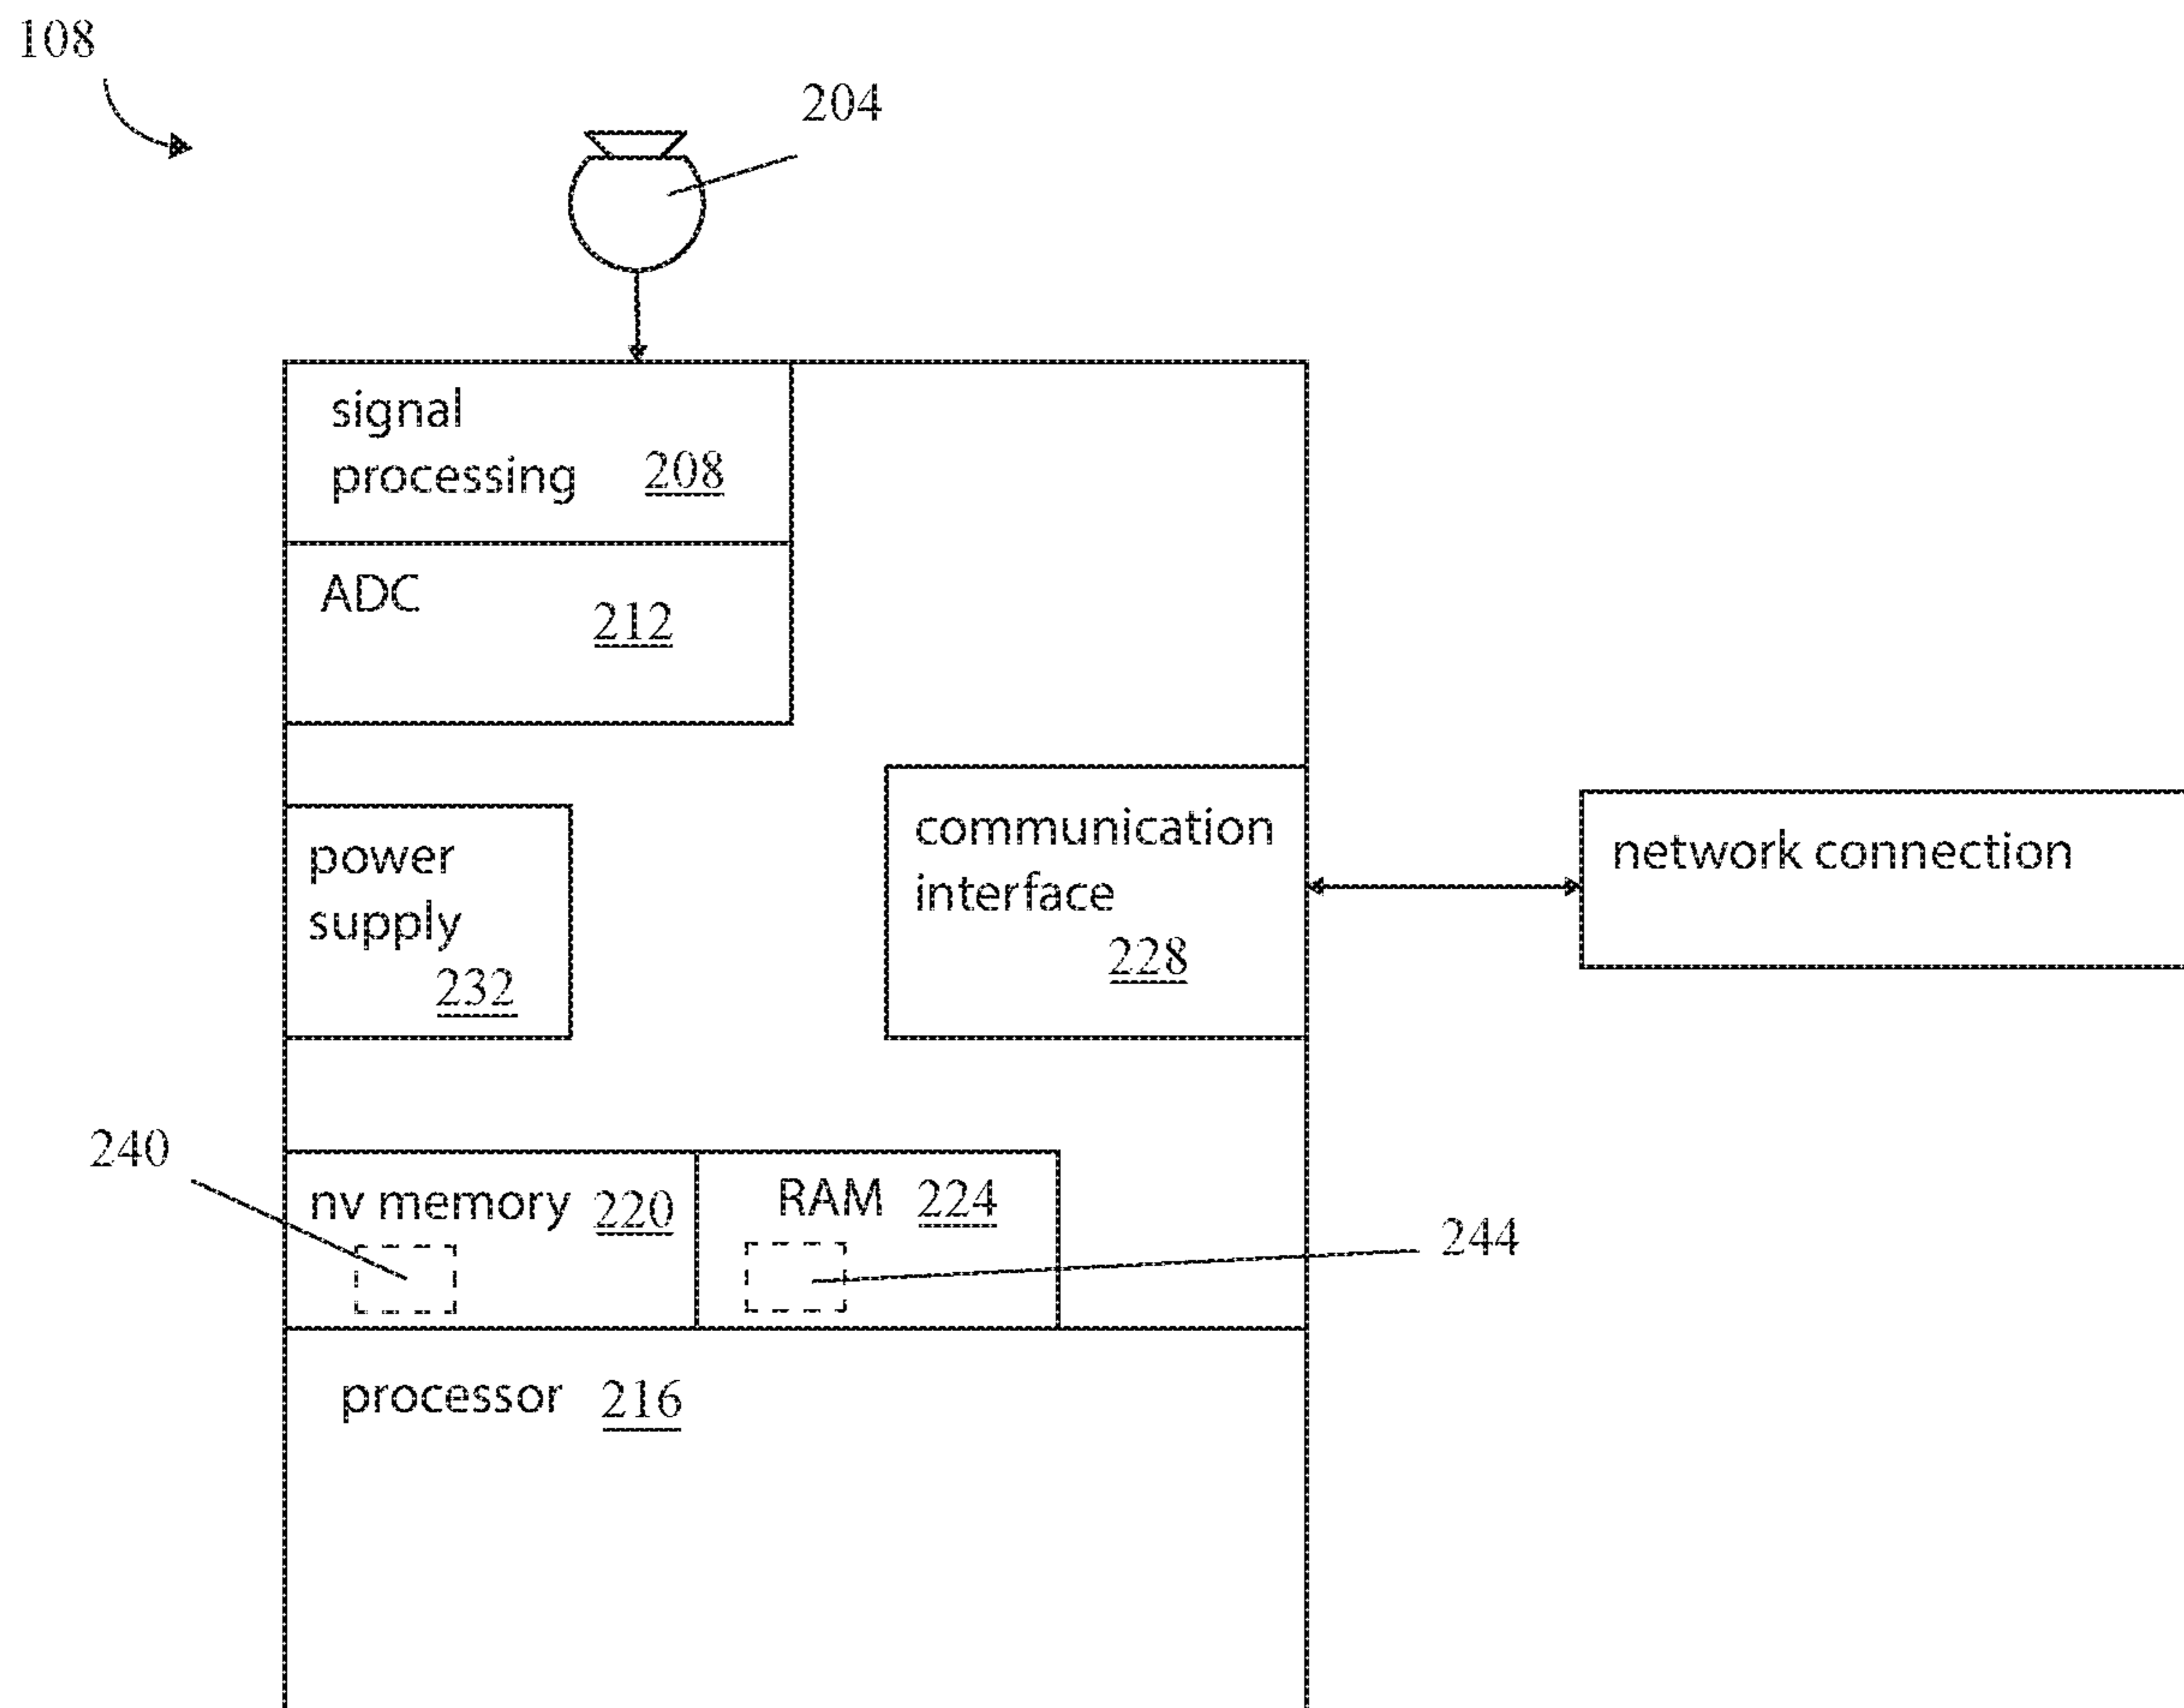 108
204
signal
processing 208
ADC
212
power
supply
232
communication
interface
228
network connection
240
nv memory 220
RAM 224
244
processor 216